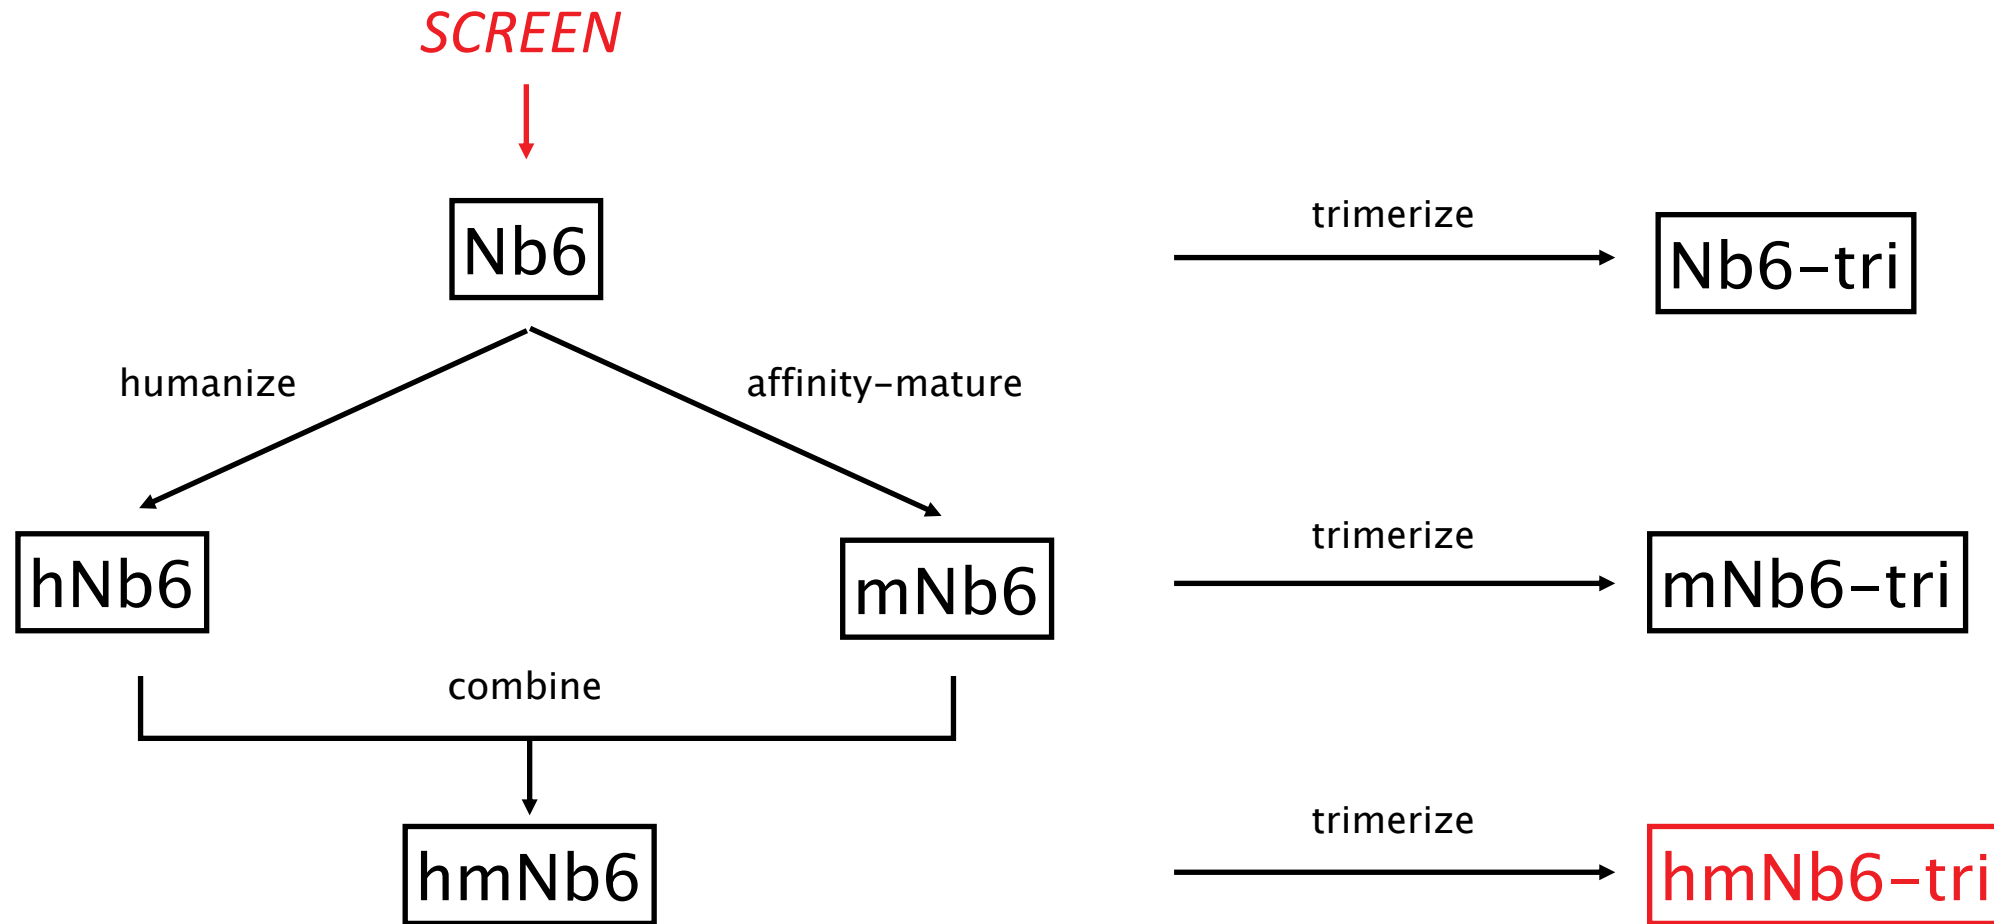 SCREEN
Nb6
trimerize
Nb6-tri
humanize
affinity-mature
hNb6
mNb6
trimerize
mNb6-tri
combine
hmNb6
trimerize
hmNb6-tri